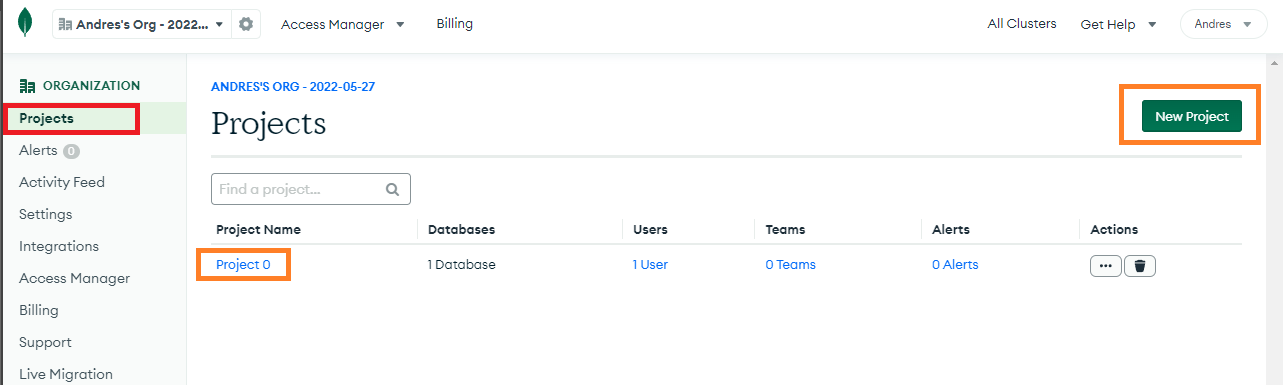 Andres's Org - 2022... Access Manager Billing All Clusters Get Help Andres
ORGANIZATION
Projects
Alerts 0
Activity Feed
Settings
Integrations
Access Manager
Billing
Support
Live Migration
ANDRES'S ORG - 2022-05-27
Projects
New Project
Find a project...
Project Name Databases Users Teams Alerts Actions
Project 0 1 Database 1 User 0 Teams 0 Alerts